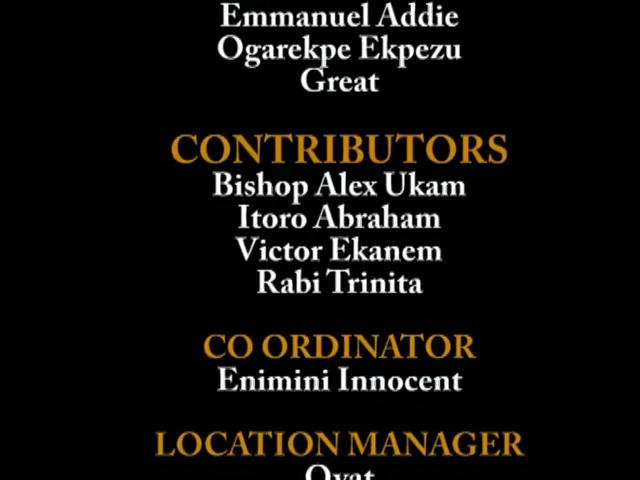 Emmanuel Addie
Ogarekpe Ekpezu
Great
CONTRIBUTORS
Bishop Alex Ukam
Itoro Abraham
Victor Ekanem
Rabi Trinita
CO ORDINATOR
Enimini Innocent
LOCATION MANAGER